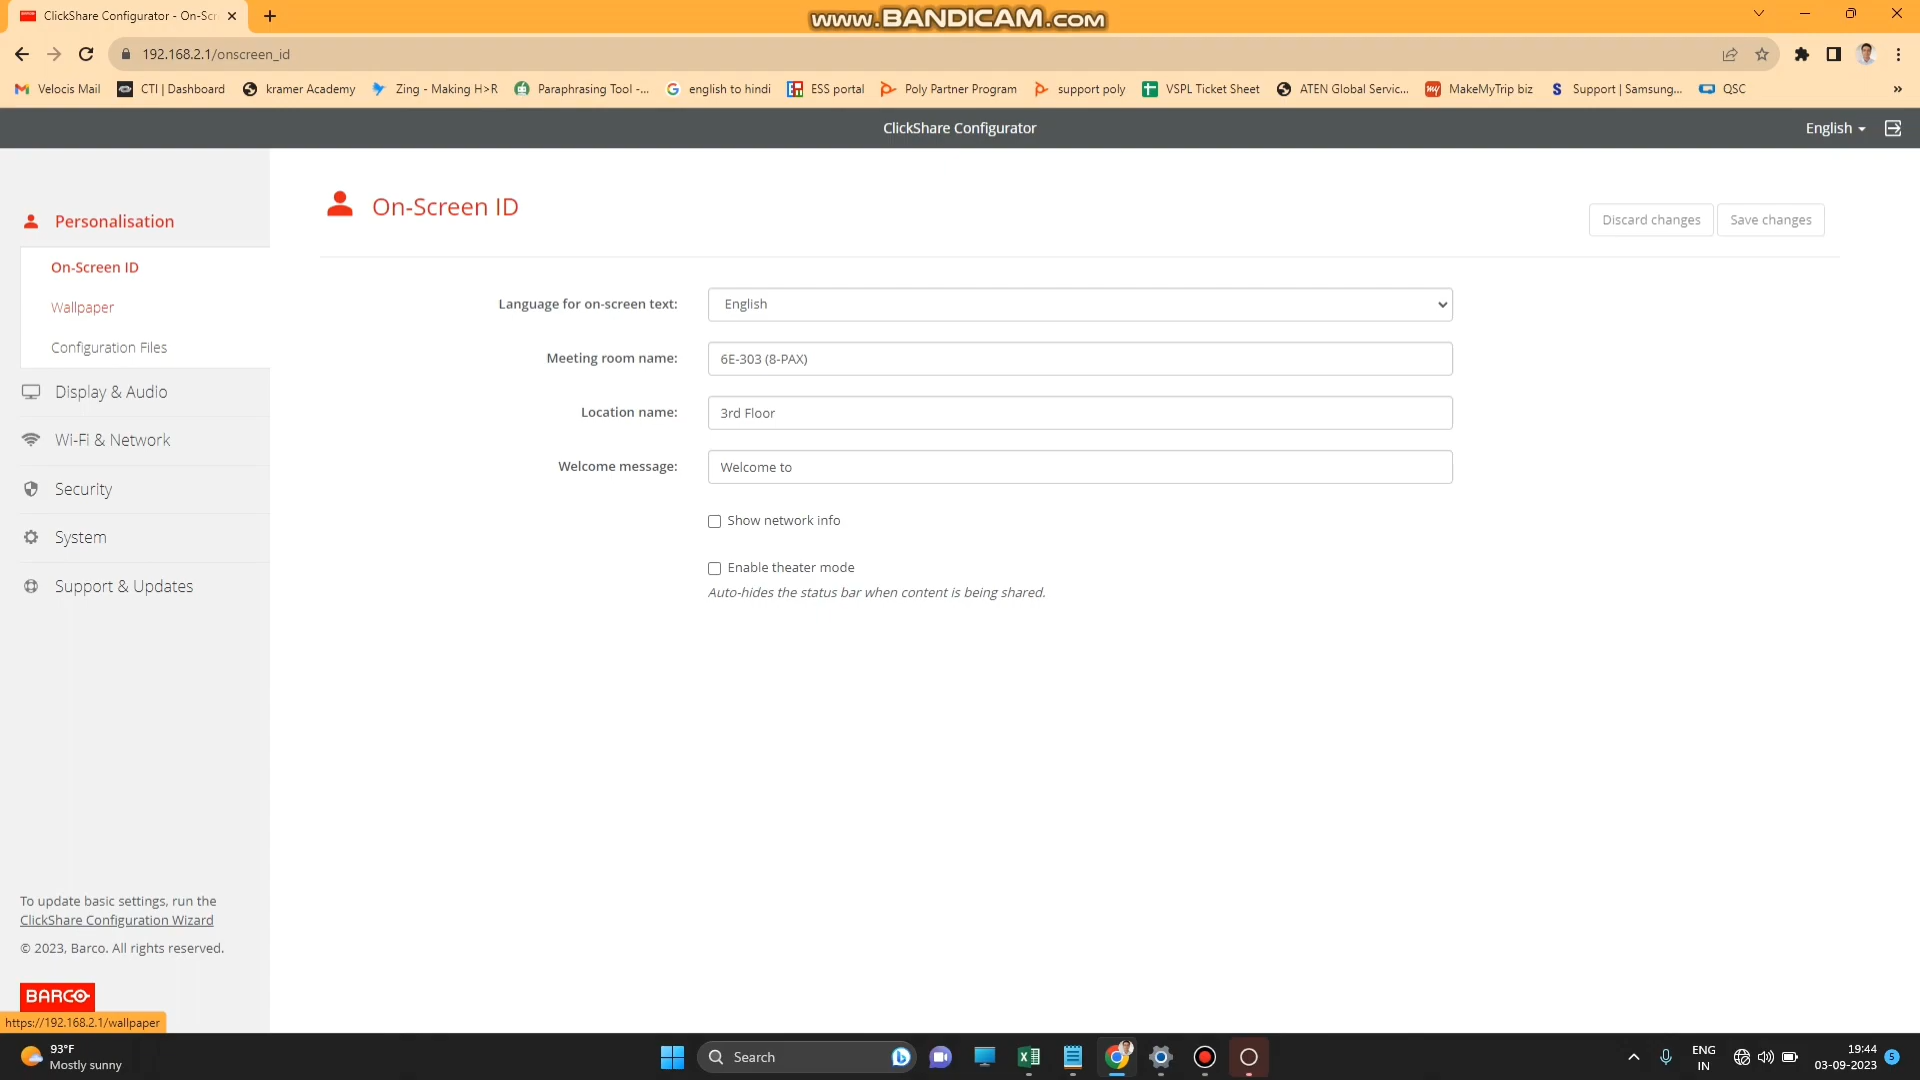 ClickShare Configurator - On-Scr
www.BANDICAM.com
192.168.2.1/onscreen_id
Velocis Mail
CTI | Dashboard
kramer Academy
Zing - Making H>R
Paraphrasing Tool -...
english to hindi
ESS portal
Poly Partner Program
support poly
VSPL Ticket Sheet
ATEN Global Servic...
MakeMyTrip biz
Support | Samsung...
QSC
»
ClickShare Configurator
English
Personalisation
On-Screen ID
Wallpaper
Configuration Files
Display & Audio
Wi-Fi & Network
Security
System
Support & Updates
On-Screen ID
Discard changes
Save changes
Language for on-screen text:
English
Meeting room name:
6E-303 (8-PAX)
Location name:
3rd Floor
Welcome message:
Welcome to
Show network info
Enable theater mode
Auto-hides the status bar when content is being shared.
To update basic settings, run the
ClickShare Configuration Wizard
© 2023, Barco. All rights reserved.
BARCO
https://192.168.2.1/wallpaper
93°F
Mostly sunny
Search
ENG
IN
19:44
03-09-2023
5